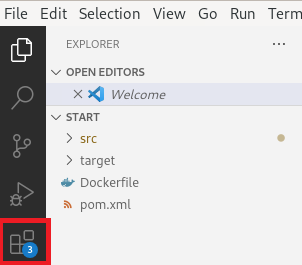 File Edit Selection View Go Run Term
EXPLORER
OPEN EDITORS
Welcome
START
src
target
Dockerfile
pom.xml
3